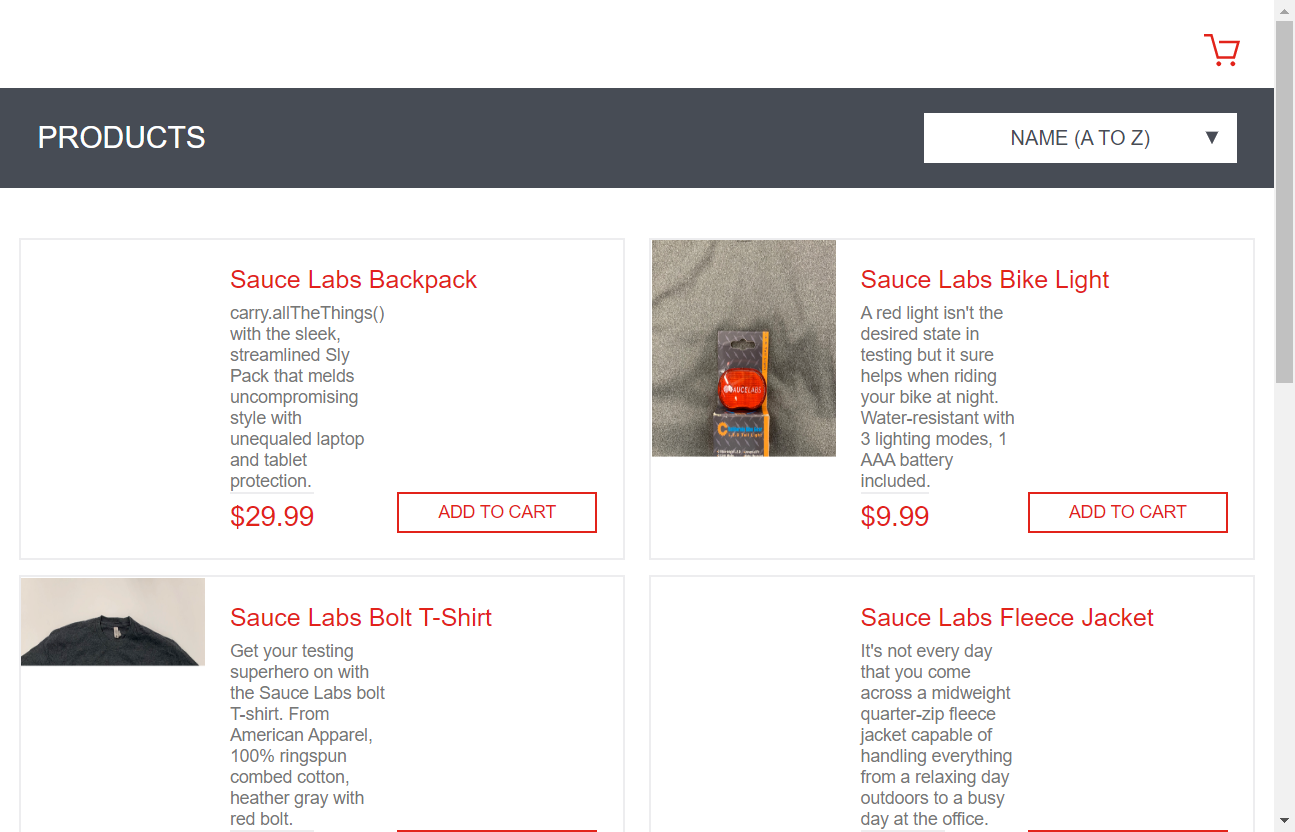 PRODUCTS
NAME (A TO Z) ▼
Sauce Labs Backpack
carry.allTheThings()
with the sleek,
streamlined Sly
Pack that melds
uncompromising
style with
unequaled laptop
and tablet
protection.
$29.99
ADD TO CART
Sauce Labs Bike Light
A red light isn't the
desired state in
testing but it sure
helps when riding
your bike at night.
Water-resistant with
3 lighting modes, 1
AAA battery
included.
$9.99
ADD TO CART
SAUCELABS
Sauce Labs Bolt T-Shirt
Get your testing
superhero on with
the Sauce Labs bolt
T-shirt. From
American Apparel,
100% ringspun
combed cotton,
heather gray with
red bolt.
Sauce Labs Fleece Jacket
It's not every day
that you come
across a midweight
quarter-zip fleece
jacket capable of
handling everything
from a relaxing day
outdoors to a busy
day at the office.